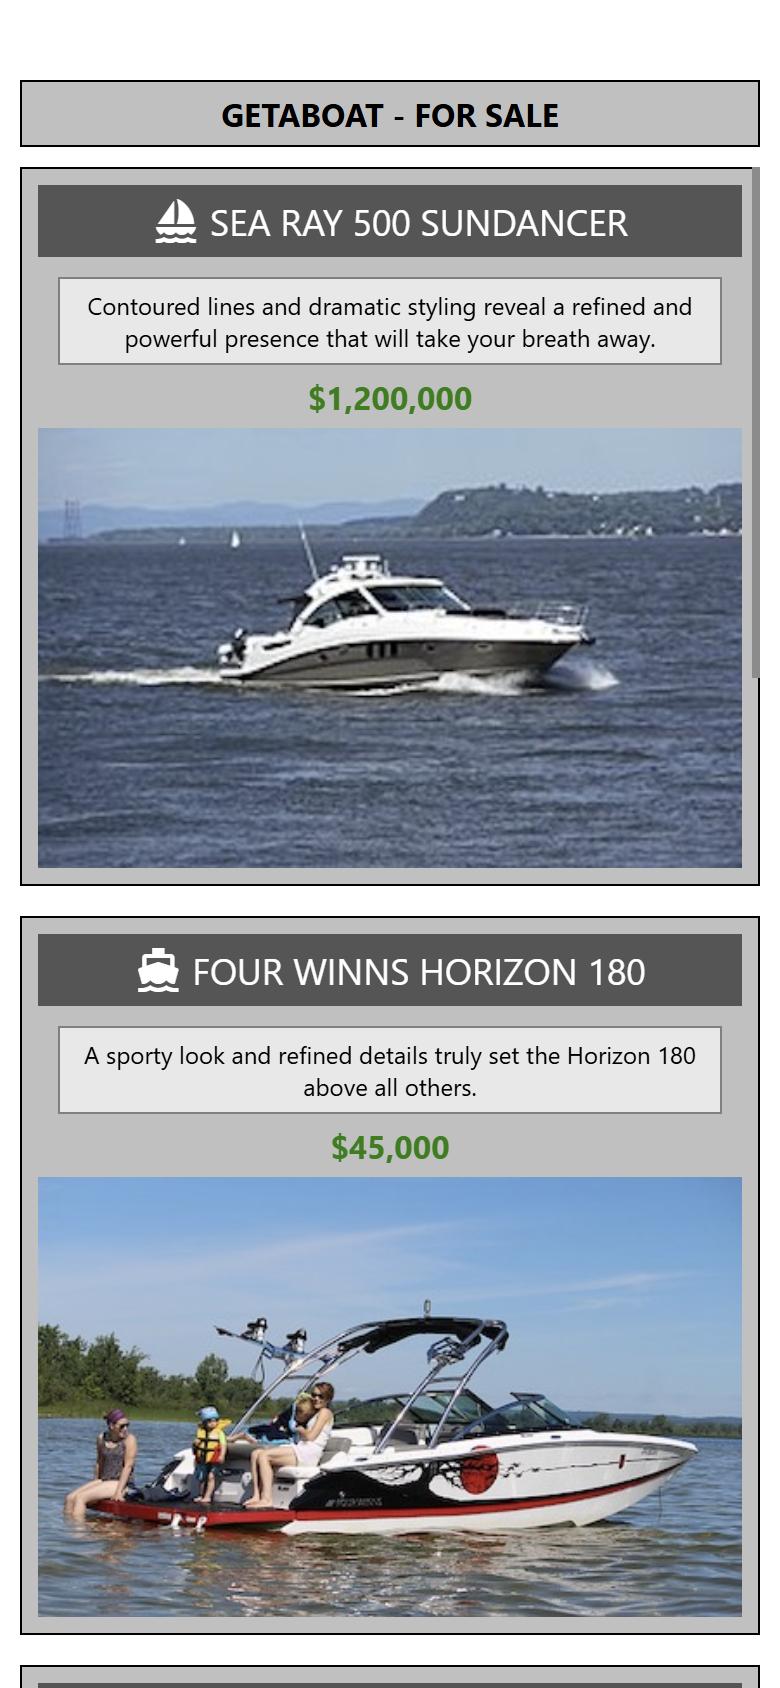 GETABOAT - FOR SALE
SEA RAY 500 SUNDANCER
Contoured lines and dramatic styling reveal a refined and
powerful presence that will take your breath away.
$1,200,000
FOUR WINNS HORIZON 180
A sporty look and refined details truly set the Horizon 180
above all others.
$45,000